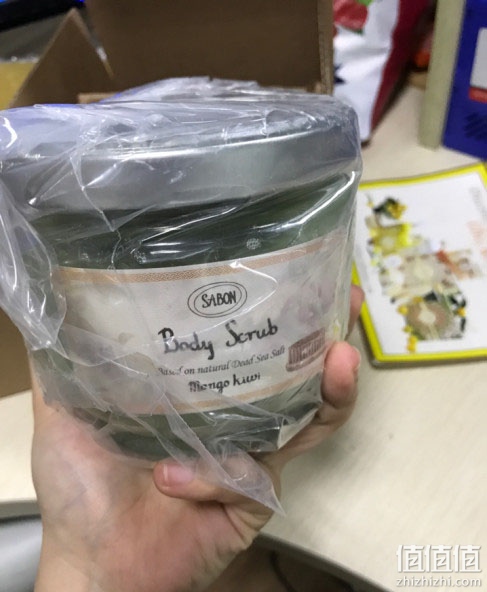 SABON
Body Scrub
Based on natural Dead Sea Salt
Mango kiwi
值值值
zhizhizhi.com